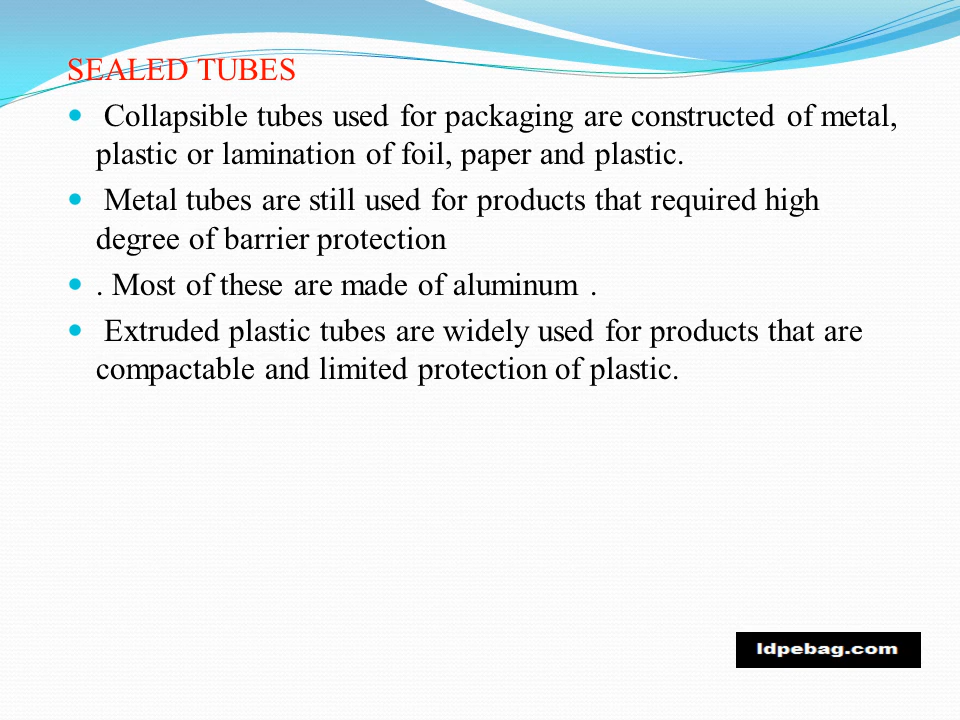 SEALED TUBES
Collapsible tubes used for packaging are constructed of metal,
plastic or lamination of foil, paper and plastic.
Metal tubes are still used for products that required high
degree of barrier protection
. Most of these are made of aluminum .
Extruded plastic tubes are widely used for products that are
compactable and limited protection of plastic.
ldpebag.com